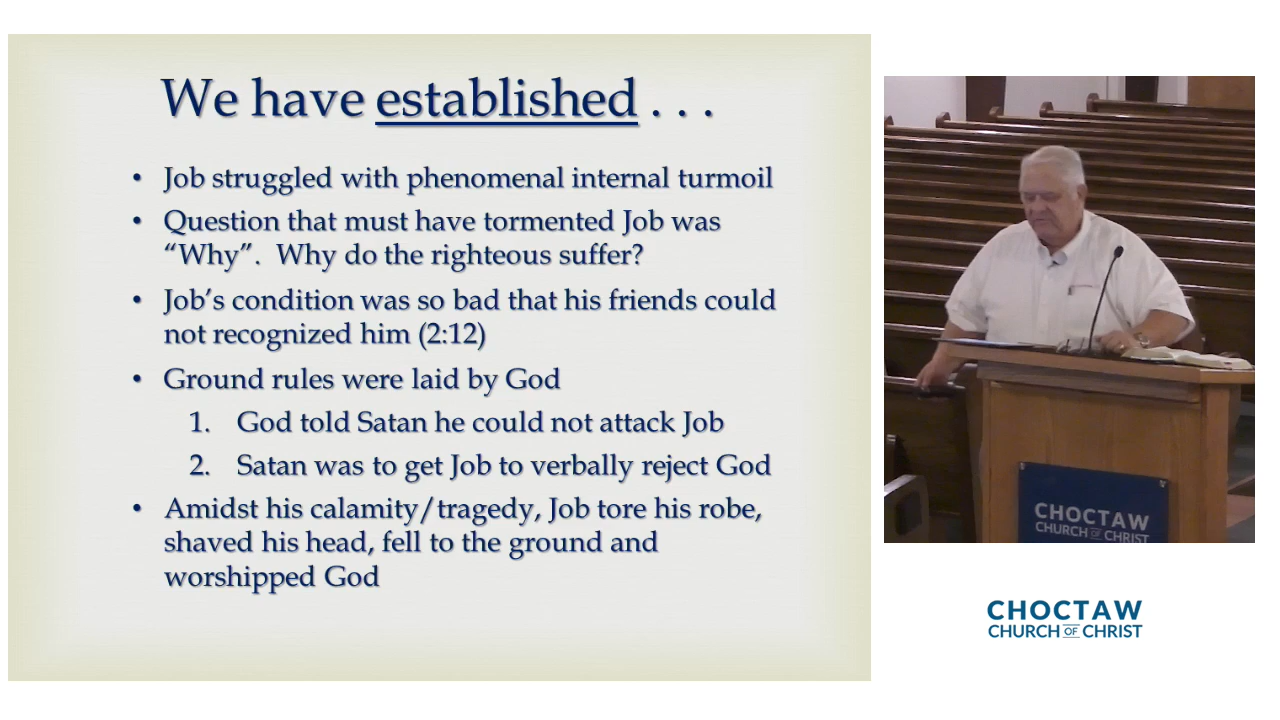 We have established . . .
• Job struggled with phenomenal internal turmoil
• Question that must have tormented Job was
“Why”.  Why do the righteous suffer?
• Job’s condition was so bad that his friends could
not recognized him (2:12)
• Ground rules were laid by God
1. God told Satan he could not attack Job
2. Satan was to get Job to verbally reject God
• Amidst his calamity/tragedy, Job tore his robe,
shaved his head, fell to the ground and
worshipped God
CHOCTAW
CHURCH OF CHRIST
CHOCTAW
CHURCH OF CHRIST